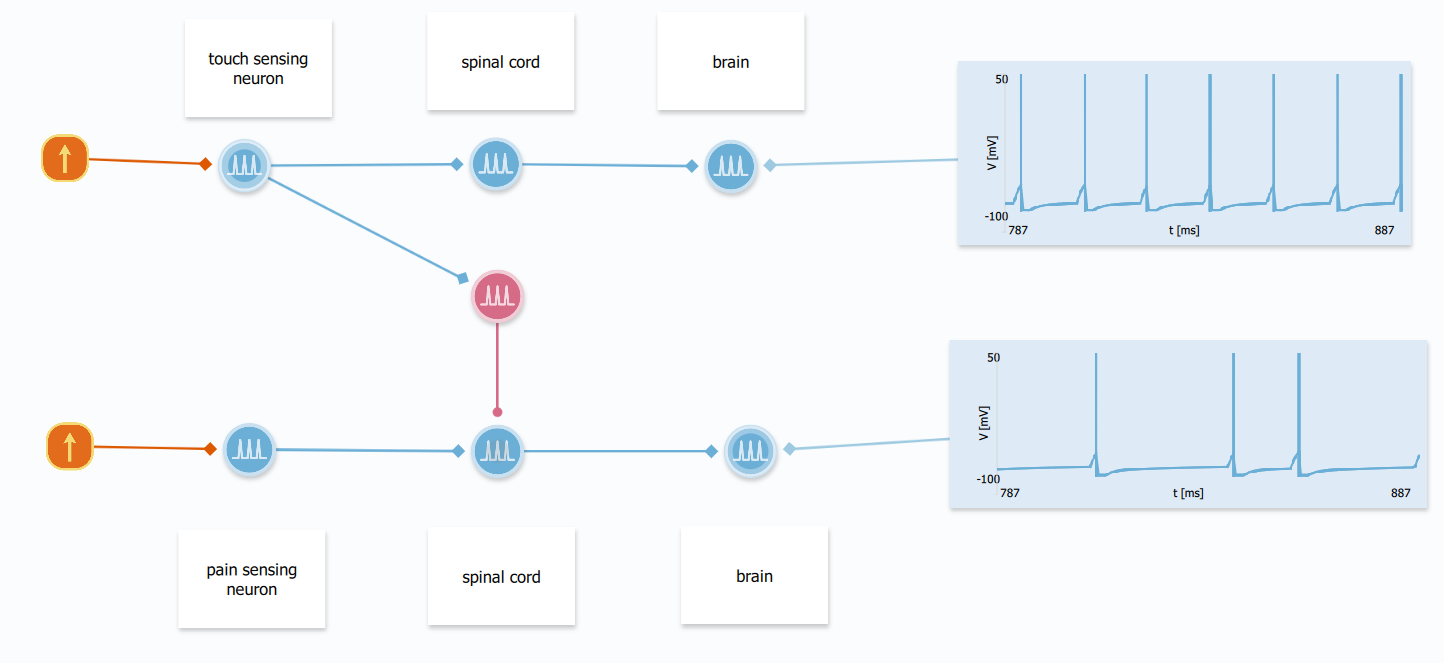 touch sensing
neuron
spinal cord
brain
50
V [mV]
-100
787
t [ms]
887
50
V [mV]
-100
787
t [ms]
887
pain sensing
neuron
spinal cord
brain